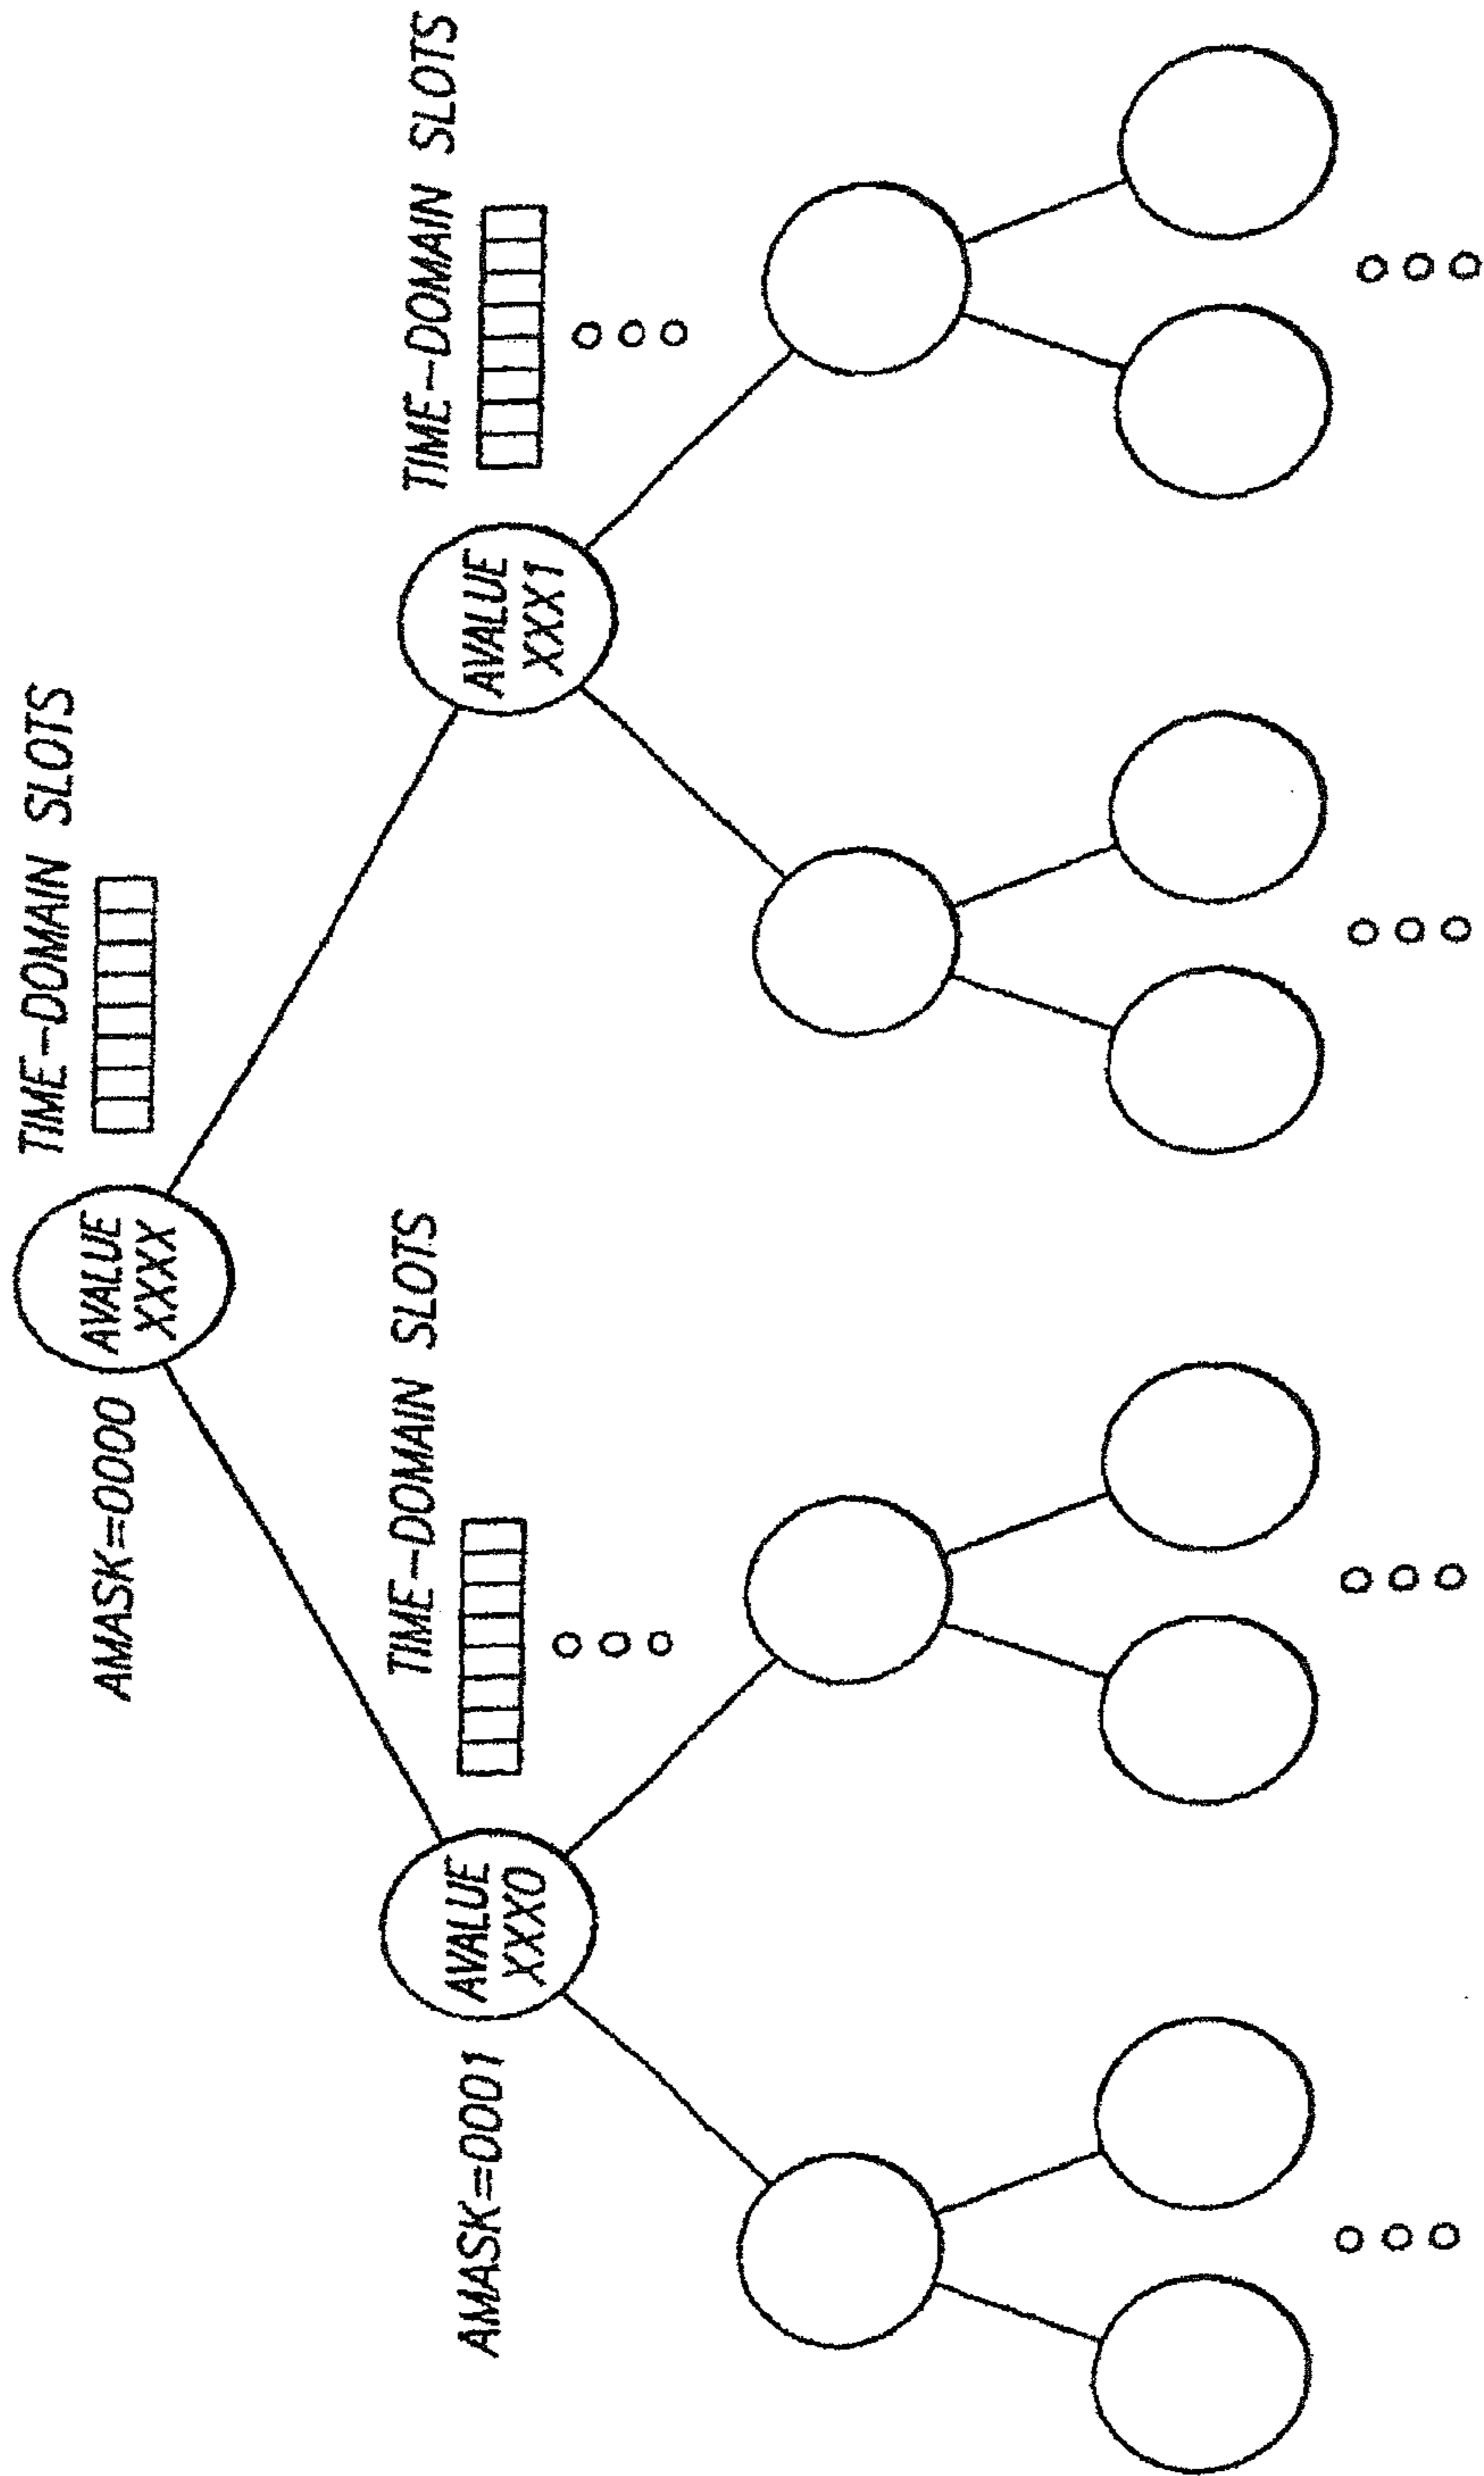 TIME-DOMAIN SLOTS
AMASK=0000
AVALUE
XXXX
TIME-DOMAIN SLOTS
TIME-DOMAIN SLOTS
AMASK=0001
AVALUE
XXX0
AVALUE
XXX1